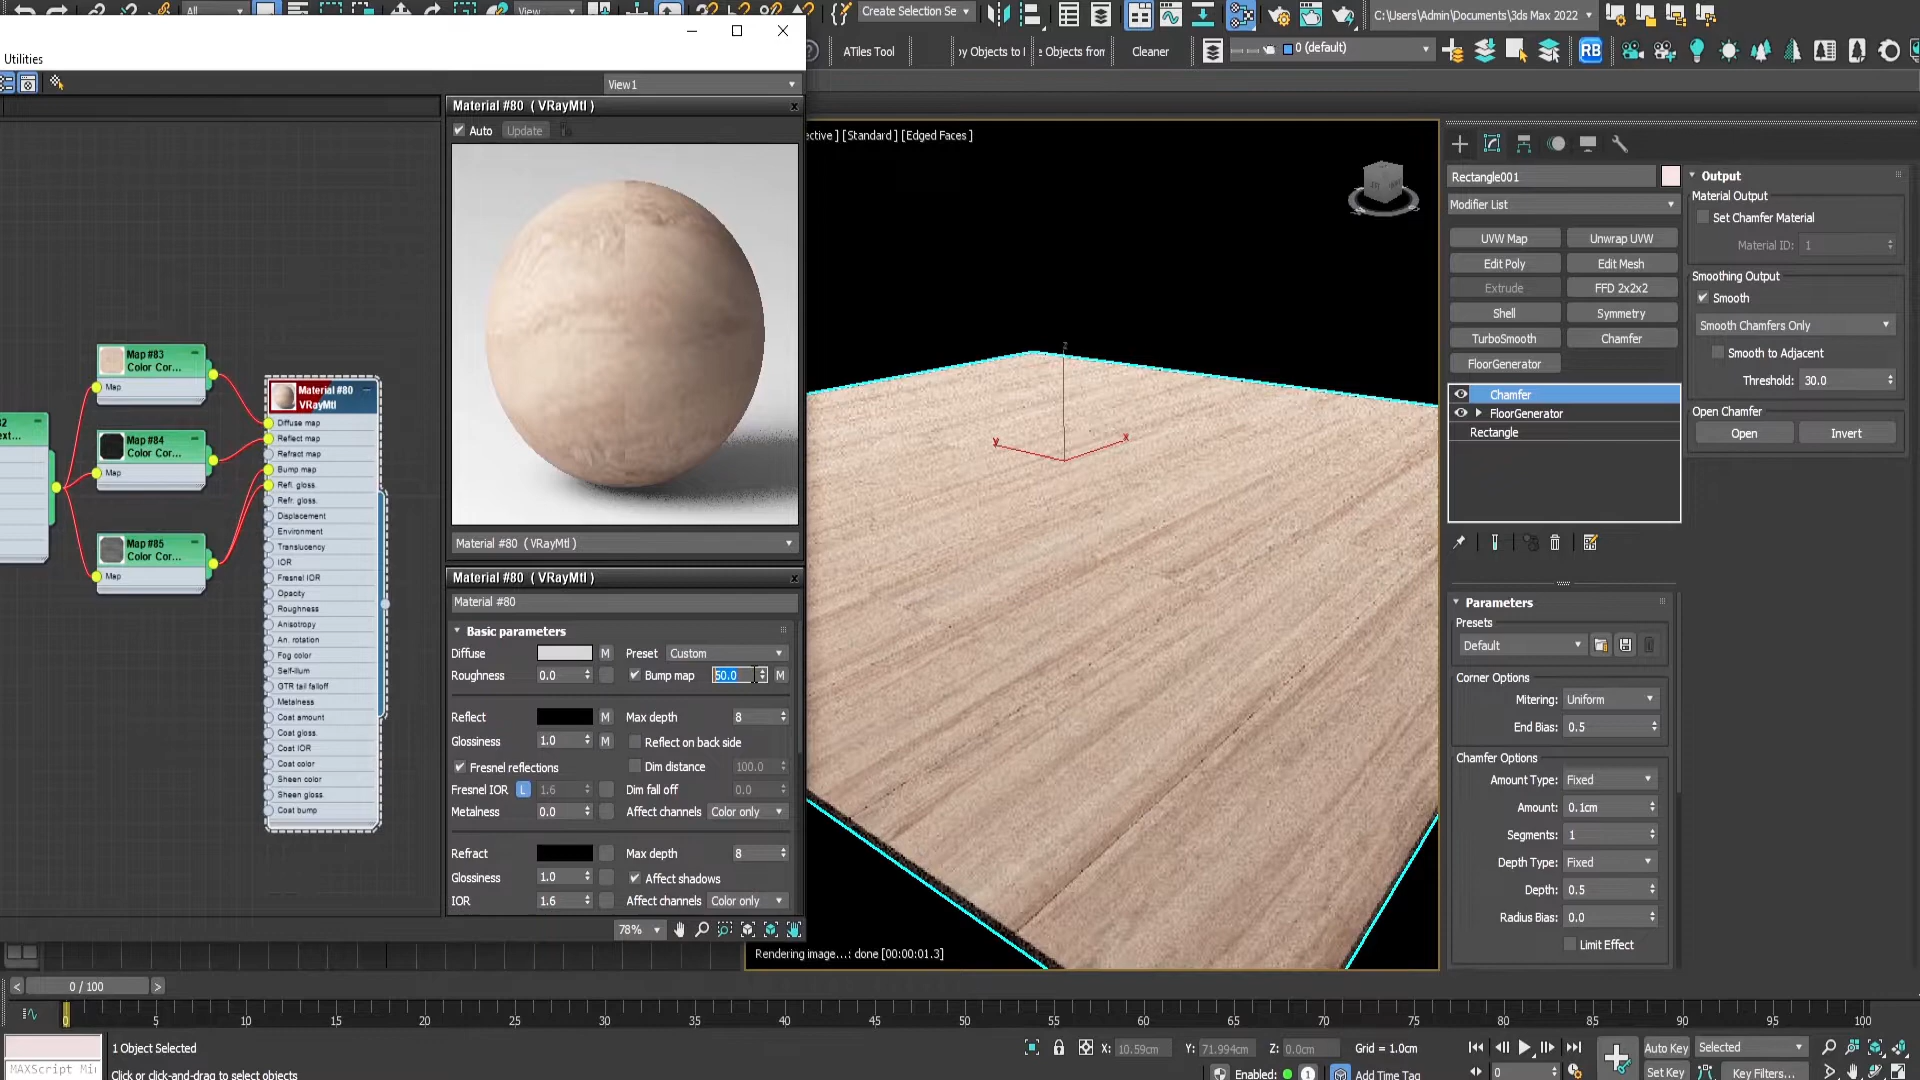 All
View
Create Selection Se
C:\Users\Admin\Documents\3ds Max 2022
Utilities
ATiles Tool
Cleaner
0 (default)
RB
View1
Material #80 ( VRayMtl )
Auto
Update
ective ] [Standard ] [Edged Faces ]
Map #83
Color Cor...
Map
Map #84
Color Cor...
Map
Map #85
Color Cor...
Map
Material #80
VRayMtl
Diffuse map
Reflect map
Refract map
Bump map
Refl. gloss.
Refr. gloss.
Displacement
Environment
Translucency
IOR
Fresnel IOR
Opacity
Roughness
Anisotropy
An. rotation
Fog color
Self-Illum
GTR tail falloff
Metalness
Coat amount
Coat gloss.
Coat IOR
Coat color
Sheen color
Sheen gloss.
Coat bump
Material #80 ( VRayMtl )
Material #80 ( VRayMtl )
Material #80
Basic parameters
Diffuse M Preset Custom
Roughness 0.0 Bump map 50.0 M
Reflect M Max depth 8
Glossiness 1.0 M Reflect on back side
Fresnel reflections Dim distance 100.0
Fresnel IOR L 1.6 Dim fall off 0.0
Metalness 0.0 Affect channels Color only
Refract Max depth 8
Glossiness 1.0 Affect shadows
IOR 1.6 Affect channels Color only
78%
z
y x
Rendering image...: done [00:00:01.3]
Rectangle001
Modifier List
UVW Map Unwrap UVW
Edit Poly Edit Mesh
Extrude FFD 2x2x2
Shell Symmetry
TurboSmooth Chamfer
FloorGenerator
Chamfer
FloorGenerator
Rectangle
Parameters
Presets
Default
Corner Options
Mitering: Uniform
End Bias: 0.5
Chamfer Options
Amount Type: Fixed
Amount: 0.1cm
Segments: 1
Depth Type: Fixed
Depth: 0.5
Radius Bias: 0.0
Limit Effect
Output
Material Output
Set Chamfer Material
Material ID: 1
Smoothing Output
Smooth
Smooth Chamfers Only
Smooth to Adjacent
Threshold: 30.0
Open Chamfer
Open Invert
0 / 100
0 5 10 15 20 25 30 35 40 45 50 55 60 65 70 75 80 85 90 95 100
1 Object Selected
X: 10.59cm Y: 71.994cm Z: 0.0cm Grid = 1.0cm
Auto Key Selected
MAXScript Mi
Click or click-and-drag to select objects
Enabled: 1 Add Time Tag
0
Set Key Key Filters...